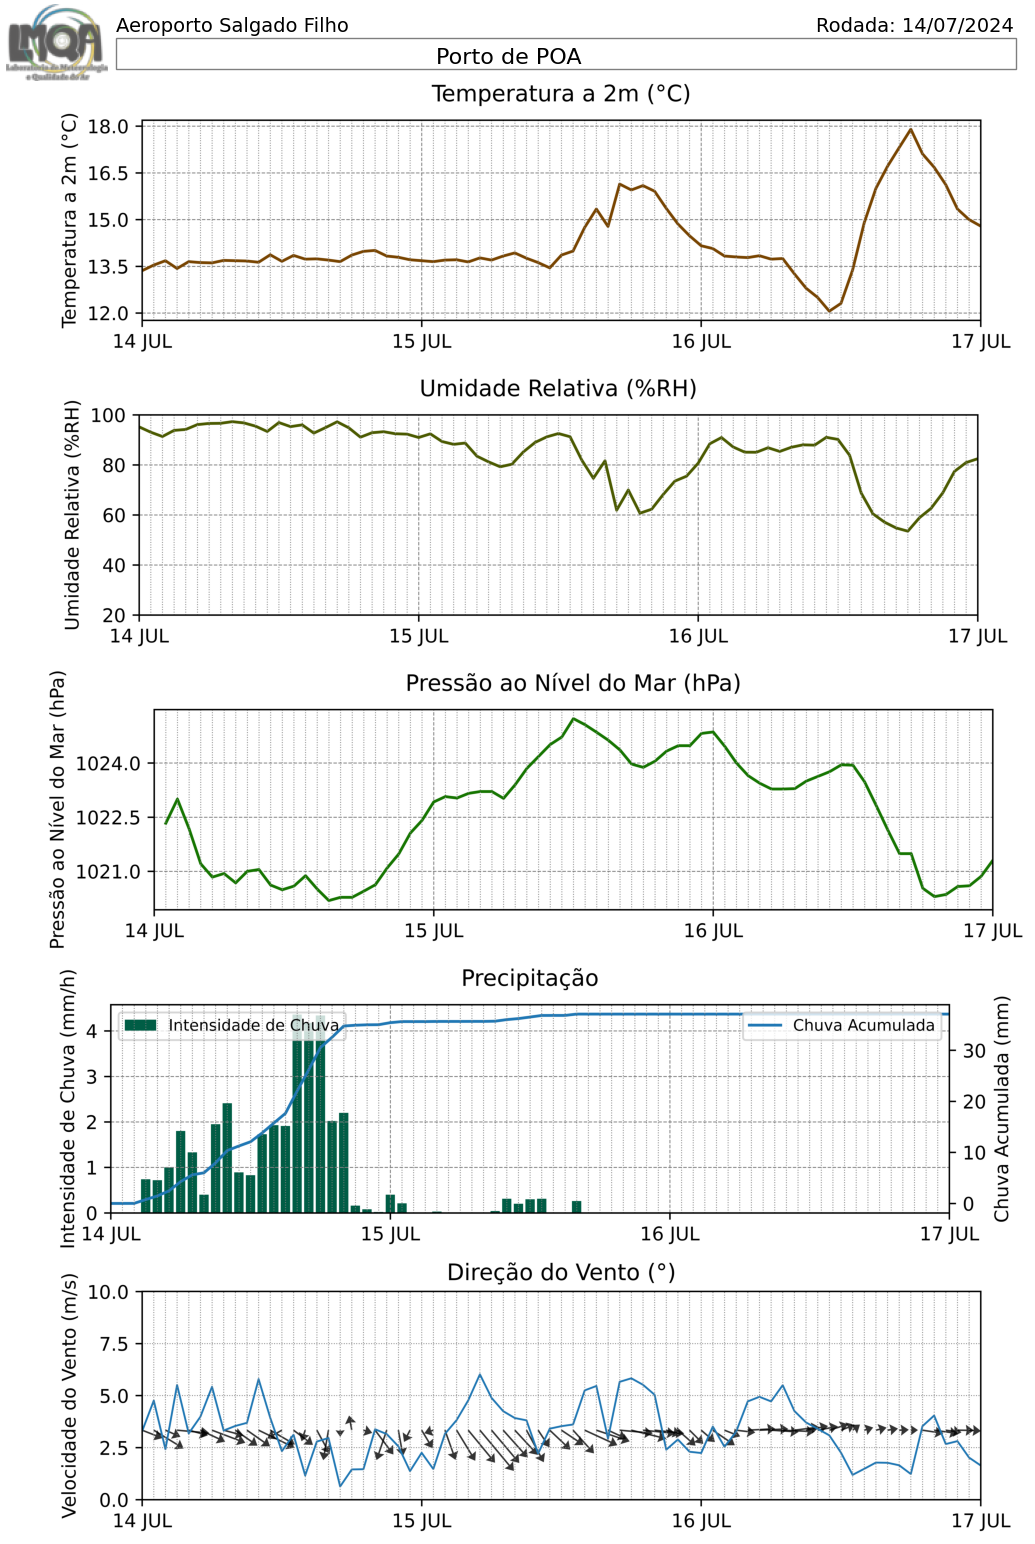 LMQA
Laboratório de Meteorologia
e Qualidade do Ar
Aeroporto Salgado Filho
Rodada: 14/07/2024
Porto de POA
Temperatura a 2m (°C)
Temperatura a 2m (°C)
18.0
16.5
15.0
13.5
12.0
14 JUL 15 JUL 16 JUL 17 JUL
Umidade Relativa (%RH)
Umidade Relativa (%RH)
100
80
60
40
20
14 JUL 15 JUL 16 JUL 17 JUL
Pressão ao Nível do Mar (hPa)
Pressão ao Nível do Mar (hPa)
1024.0
1022.5
1021.0
14 JUL 15 JUL 16 JUL 17 JUL
Precipitação
Intensidade de Chuva (mm/h)
4
3
2
1
0
Intensidade de Chuva
Chuva Acumulada
30
20
10
0
Chuva Acumulada (mm)
14 JUL 15 JUL 16 JUL 17 JUL
Direção do Vento (°)
Velocidade do Vento (m/s)
10.0
7.5
5.0
2.5
0.0
14 JUL 15 JUL 16 JUL 17 JUL